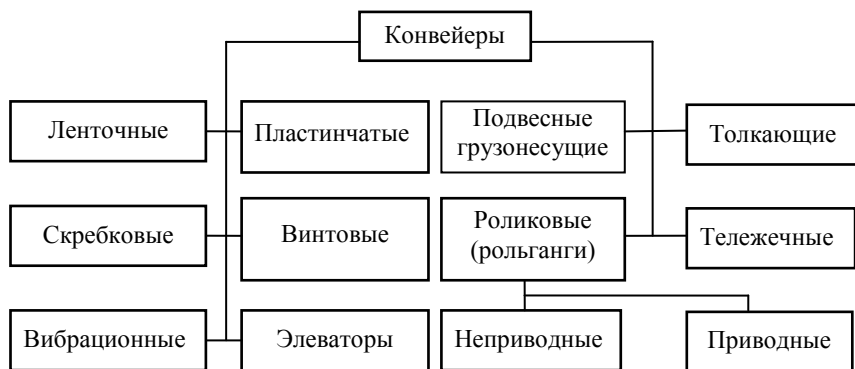 Конвейеры
Ленточные
Пластинчатые
Подвесные
грузонесущие
Толкающие
Скребковые
Винтовые
Роликовые
(рольганги)
Тележечные
Вибрационные
Элеваторы
Неприводные
Приводные